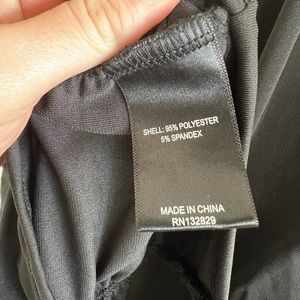 SHELL: 95% POLYESTER
5% SPANDEX
MADE IN CHINA
RN132829